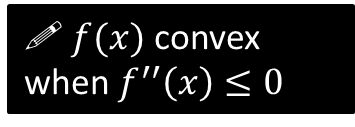 f(x) convex
when f''(x) ≤ 0